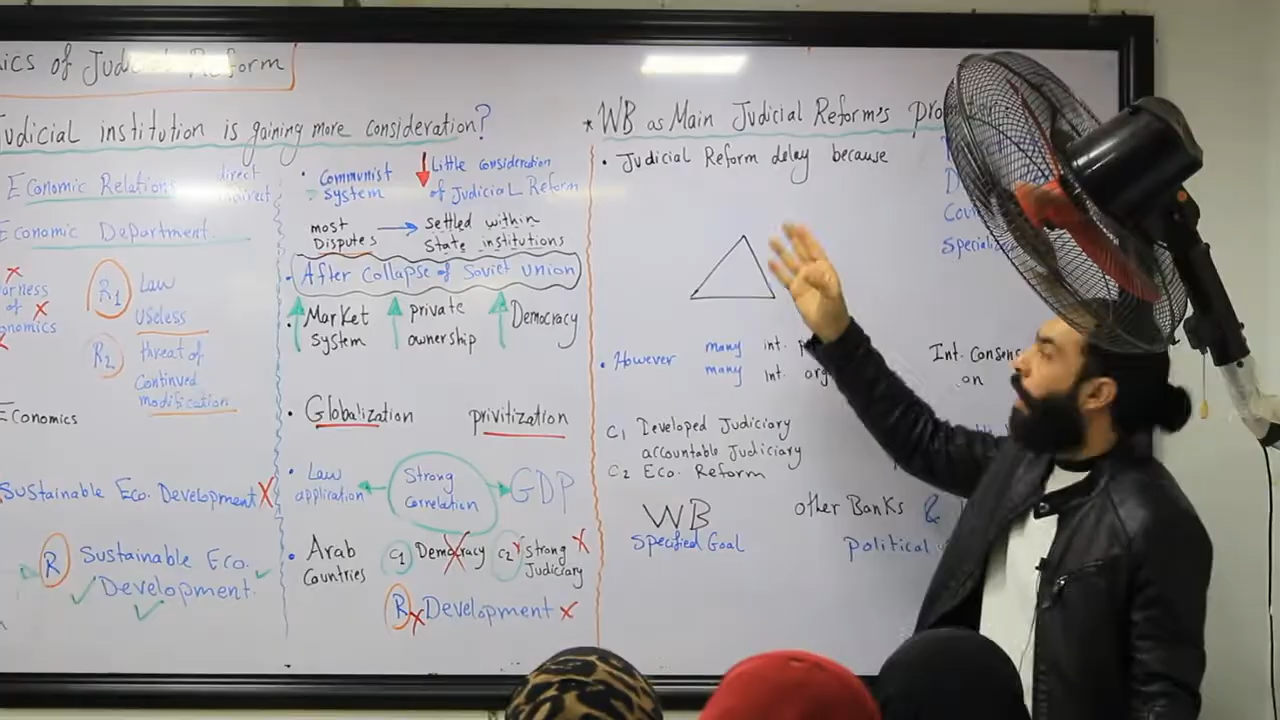 ics of Judicial Reform
Judicial institution is gaining more consideration?
Economic Relations
direct
indirect
Economic Department
of
R1
Law
Useless
R2
threat of
Continued
modification
Economics
Sustainable Eco. Development X
R Sustainable Eco.
Development.
Communist
system
Little consideration
of Judicial Reform
most
Disputes
Settled within
State institutions
After Collapse of Soviet Union
Market
system
private
ownership
Democracy
Globalization
privitization
Law
application
Strong
Correlation
GDP
Arab
Countries
C1 Democracy
C2 Strong
Judiciary
R Development
* WB as Main Judicial Reform's pro
Judicial Reform delay because
However many int.
many int. org
Int. Consens
on
C1 Developed Judiciary
accountable Judiciary
C2 Eco. Reform
WB
Specified Goal
other Banks &
political